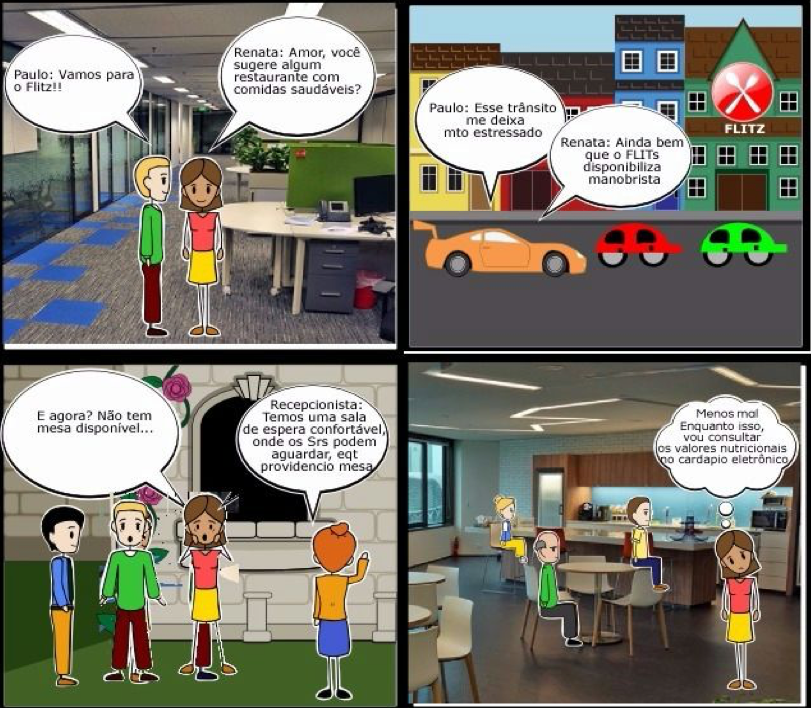 Paulo: Vamos para
o Flitz!!
Renata: Amor, você
sugere algum
restaurante com
comidas saudáveis?
Paulo: Esse trânsito
me deixa
mto estressado
Renata: Ainda bem
que o FLITs
disponibiliza
manobrista
FLITZ
E agora? Não tem
mesa disponível...
Recepcionista:
Temos uma sala
de espera confortável,
onde os Srs podem
aguardar, eqt
providencio mesa
Menos mal
Enquanto isso,
vou consultar
os valores nutricionais
no cardapio eletrônico